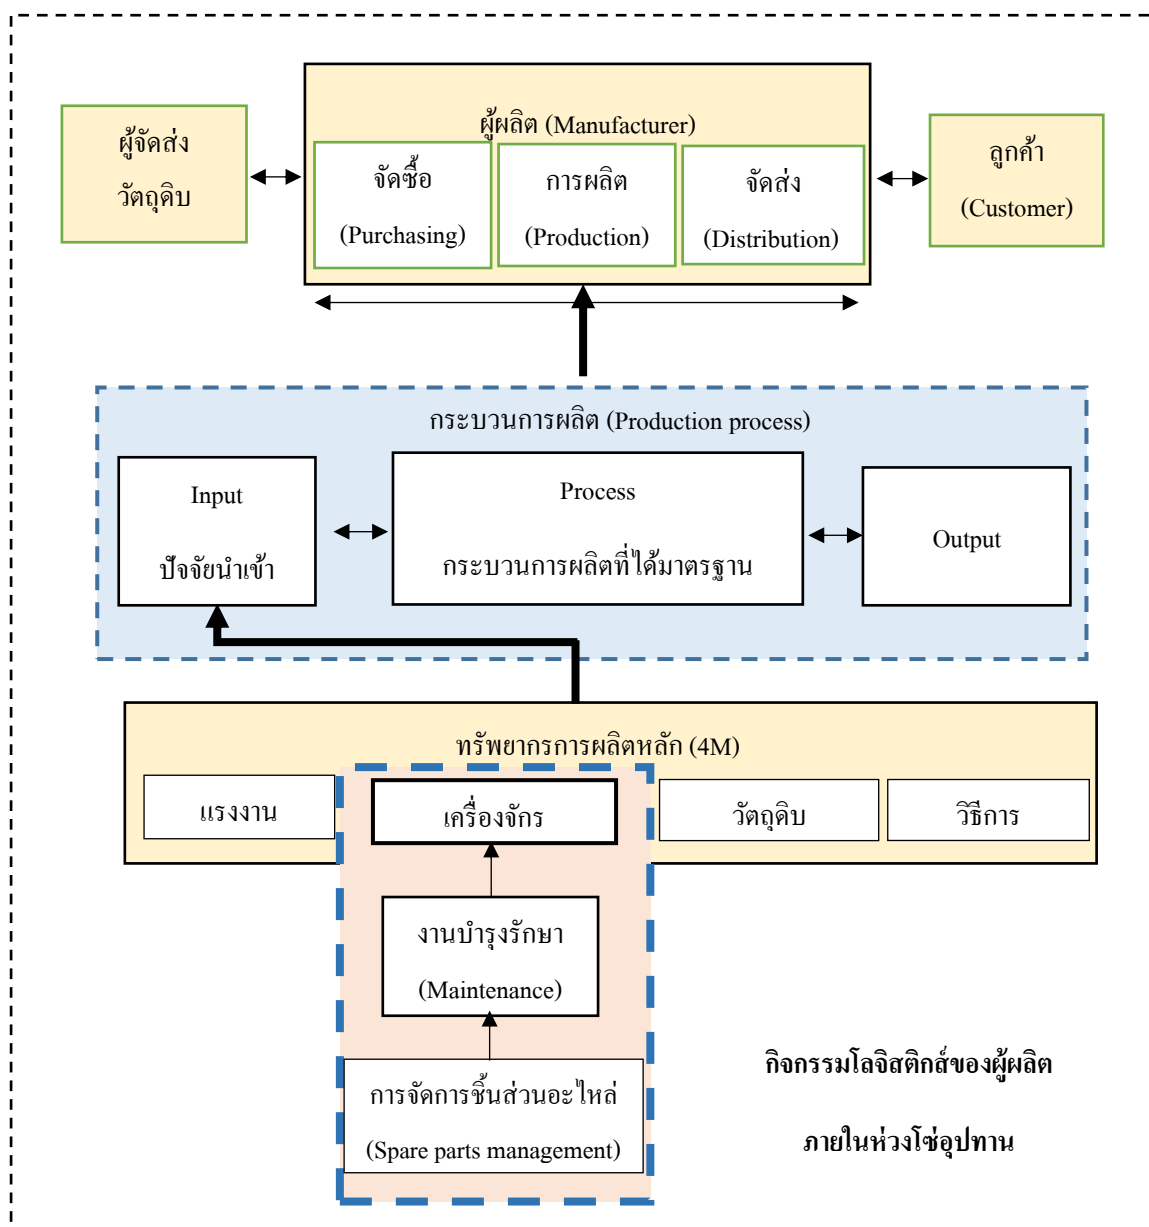 ผู้ผลิต (Manufacturer)
ผู้จัดส่ง
วัตถุดิบ
จัดซื้อ
(Purchasing)
การผลิต
(Production)
จัดส่ง
(Distribution)
ลูกค้า
(Customer)
กระบวนการผลิต (Production process)
Input
ปัจจัยนำเข้า
Process
กระบวนการผลิตที่ได้มาตรฐาน
Output
ทรัพยากรการผลิตหลัก (4M)
แรงงาน
เครื่องจักร
วัตถุดิบ
วิธีการ
งานบำรุงรักษา
(Maintenance)
การจัดการชิ้นส่วนอะไหล่
(Spare parts management)
กิจกรรมโลจิสติกส์ของผู้ผลิต
ภายในห่วงโซ่อุปทาน